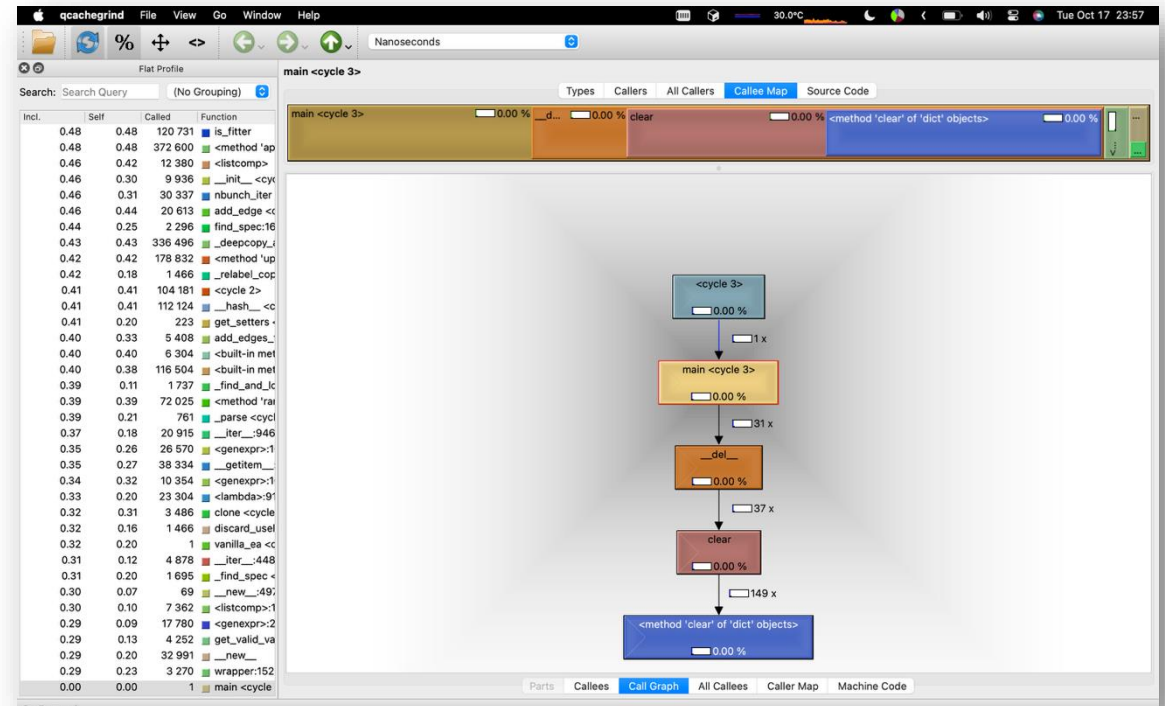 qcachegrind File View Go Window Help 30.0°C Tue Oct 17 23:57
% Nanoseconds
Flat Profile
Search: Search Query (No Grouping)
Incl. Self Called Function
0.48 0.48 120 731 is_fitter
0.48 0.48 372 600 <method 'ap
0.46 0.42 12 380 <listcomp>
0.46 0.30 9 936 __init__ <cyc
0.46 0.31 30 337 nbunch_iter
0.46 0.44 20 613 add_edge <c
0.44 0.25 2 296 find_spec:16
0.43 0.43 336 496 _deepcopy_a
0.42 0.42 178 832 <method 'up
0.42 0.18 1 466 _relabel_cop
0.41 0.41 104 181 <cycle 2>
0.41 0.41 112 124 __hash__ <c
0.41 0.20 223 get_setters <
0.40 0.33 5 408 add_edges_
0.40 0.40 6 304 <built-in met
0.40 0.38 116 504 <built-in met
0.39 0.11 1 737 _find_and_lc
0.39 0.39 72 025 <method 'rar
0.39 0.21 761 _parse <cycl
0.37 0.18 20 915 __iter__:946
0.35 0.26 26 570 <genexpr>:1
0.35 0.27 38 334 __getitem__
0.34 0.32 10 354 <genexpr>:1
0.33 0.20 23 304 <lambda>:91
0.32 0.31 3 486 clone <cycle
0.32 0.16 1 466 discard_usel
0.32 0.20 1 vanilla_ea <c
0.31 0.12 4 878 __iter__:448
0.31 0.20 1 695 _find_spec <
0.30 0.07 69 __new__:497
0.30 0.10 7 362 <listcomp>:1
0.29 0.09 17 780 <genexpr>:2
0.29 0.13 4 252 get_valid_va
0.29 0.20 32 991 __new__
0.29 0.23 3 270 wrapper:152
0.00 0.00 1 main <cycle
main <cycle 3>
Types Callers All Callers Callee Map Source Code
main <cycle 3> 0.00 % __d... 0.00 % clear 0.00 % <method 'clear' of 'dict' objects> 0.00 % ...
<cycle 3>
0.00 %
1 x
main <cycle 3>
0.00 %
31 x
__del__
0.00 %
37 x
clear
0.00 %
149 x
<method 'clear' of 'dict' objects>
0.00 %
Parts Callees Call Graph All Callees Caller Map Machine Code